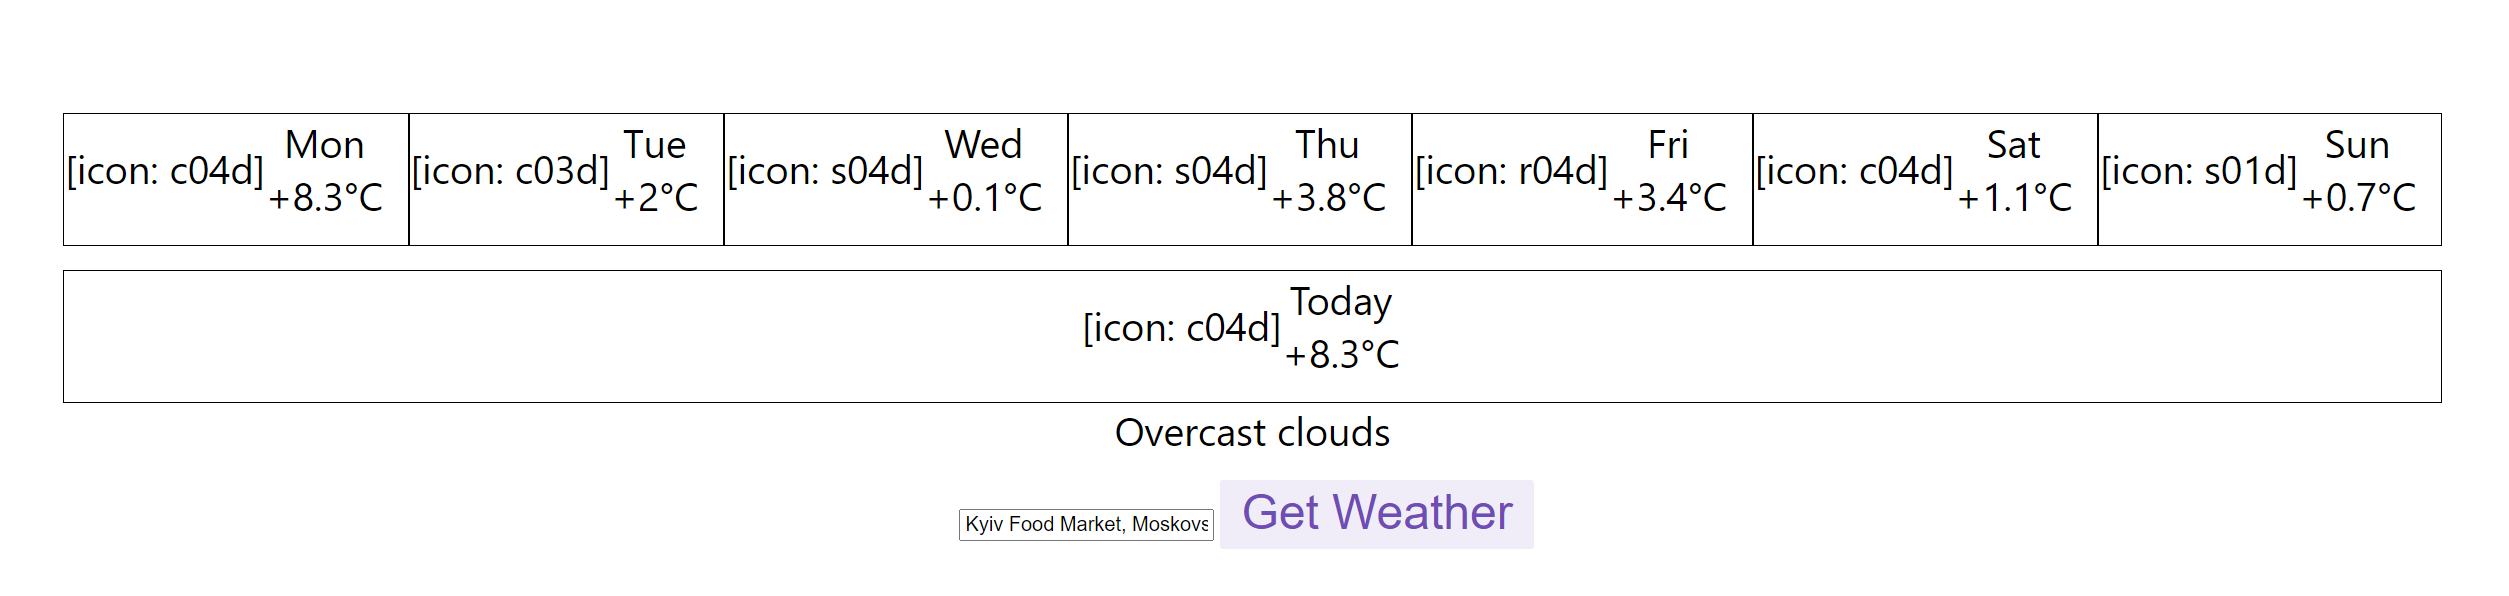 [icon: c04d] Mon +8.3°C
[icon: c03d] Tue +2°C
[icon: s04d] Wed +0.1°C
[icon: s04d] Thu +3.8°C
[icon: r04d] Fri +3.4°C
[icon: c04d] Sat +1.1°C
[icon: s01d] Sun +0.7°C
[icon: c04d] Today +8.3°C
Overcast clouds
Kyiv Food Market, Moskovs
Get Weather